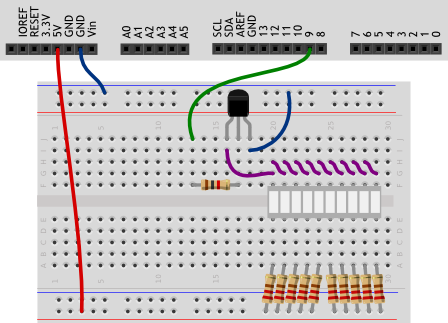 IOREF
RESET
3.3V
5V
GND
GND
Vin
A0
A1
A2
A3
A4
A5
SCL
SDA
AREF
GND
13
12
11
10
9
8
7
6
5
4
3
2
1
0
1 5 10 15 20 25 30
J
I
H
G
F
E
D
C
B
A
1 5 10 15 30